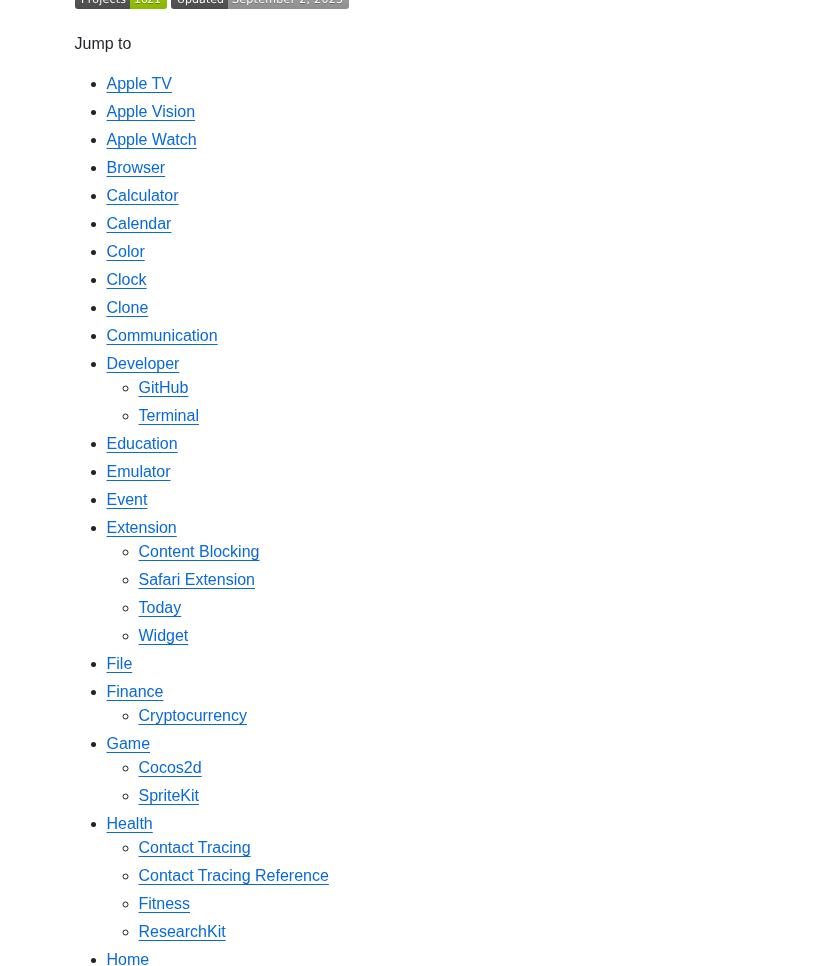 Projects 1621 Updated September 2, 2025
Jump to
Apple TV
Apple Vision
Apple Watch
Browser
Calculator
Calendar
Color
Clock
Clone
Communication
Developer
GitHub
Terminal
Education
Emulator
Event
Extension
Content Blocking
Safari Extension
Today
Widget
File
Finance
Cryptocurrency
Game
Cocos2d
SpriteKit
Health
Contact Tracing
Contact Tracing Reference
Fitness
ResearchKit
Home